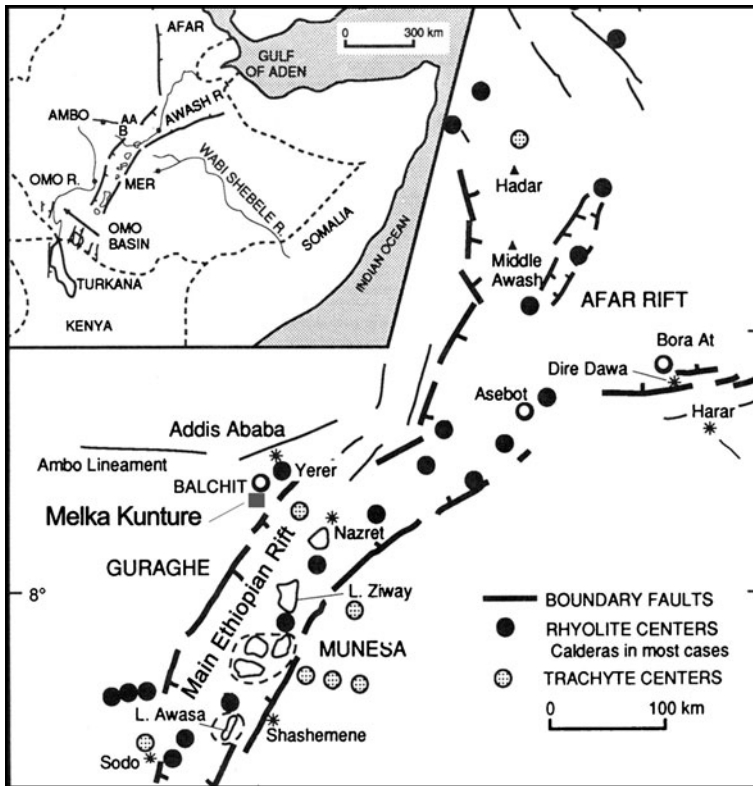 AFAR
0 300 km
GULF
OF ADEN
AMBO
AA
B
AWASH R.
OMO R.
MER
WABI SHEBELE R.
OMO
BASIN
SOMALIA
INDIAN OCEAN
TURKANA
KENYA
Hadar
Middle
Awash
AFAR RIFT
Bora At
Dire Dawa
Asebot
Harar
Addis Ababa
Ambo Lineament
Yerer
BALCHIT
Melka Kunture
Nazret
GURAGHE
Main Ethiopian Rift
8°
L. Ziway
MUNESA
L. Awasa
Shashemene
Sodo
BOUNDARY FAULTS
RHYOLITE CENTERS
Calderas in most cases
TRACHYTE CENTERS
0 100 km